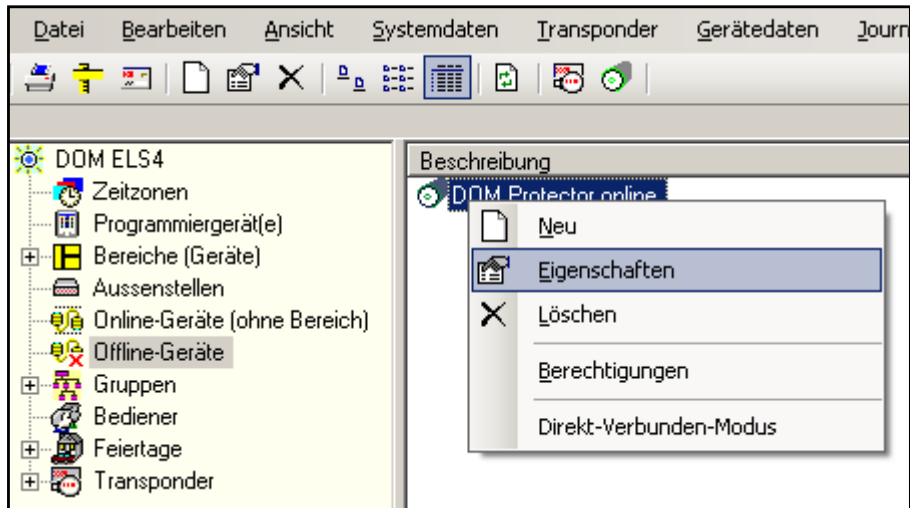 Datei Bearbeiten Ansicht Systemdaten Transponder Gerätedaten Journ
DOM ELS4
Zeitzonen
Programmiergerät(e)
Bereiche (Geräte)
Aussenstellen
Online-Geräte (ohne Bereich)
Offline-Geräte
Gruppen
Bediener
Feiertage
Transponder
Beschreibung
DOM Protector online
Neu
Eigenschaften
Löschen
Berechtigungen
Direkt-Verbunden-Modus